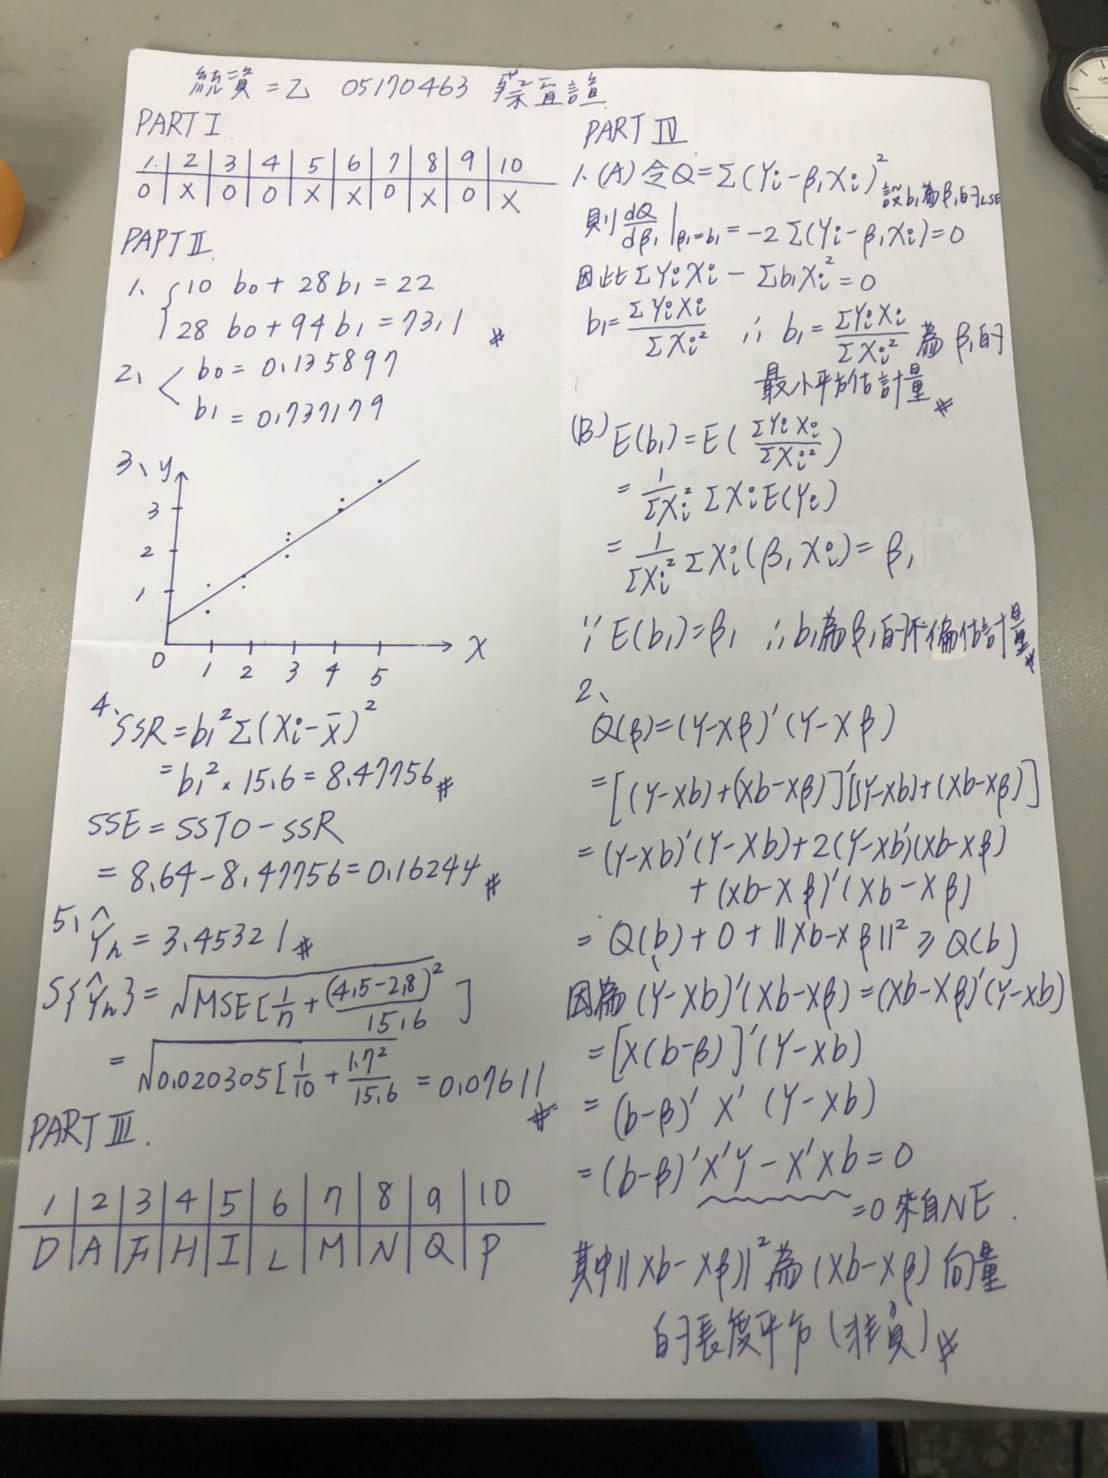 統資二乙 05170463 蔡宜諠
PART I
1. 2 3 4 5 6 7 8 9 10
O X O O X X O X O X
PART II
1、 { 10 b₀ + 28b₁ = 22
28 b₀ + 94b₁ = 73.1 #
2、 < b₀ = 0.135897
b₁ = 0.737179
3、 y
3
2
1
0 1 2 3 4 5 X
4、 SSR = b₁² Σ(Xi - x̄)²
= b₁² × 15.6 = 8.47756 #
SSE = SSTO - SSR
= 8.64 - 8.47756 = 0.16244 #
5、 Ŷh = 3.45321 #
S{Ŷh} = √MSE[1/n + (4.5-2.8)²/15.6]
= √0.020305[1/10 + 1.7²/15.6 = 0.07611 #
PART III.
1 2 3 4 5 6 7 8 9 10
D A F H I L M N Q P
PART IV
1、(A) 令Q = Σ(Yi - β₁Xi)² 設b₁為β₁的LSE
則 dQ/dβ₁ |β₁=b₁ = -2 Σ(Yi - β₁Xi) = 0
因此 ΣYiXi - Σb₁Xi² = 0
b₁ = ΣYiXi/ΣXi² ∴ b₁ = ΣYiXi/ΣXi² 為 β₁的
最小平方估計量 #
(B) E(b₁) = E(ΣYiXi/ΣXi²)
= 1/ΣXi² ΣXiE(Yi)
= 1/ΣXi² ΣXi(β₁Xi) = β₁
∵ E(b₁) = β₁ ∴ b₁為β₁的不偏估計量 #
2、
Q(β) = (Y-Xβ)'(Y-Xβ)
= [(Y-Xb)+(Xb-Xβ)]'[(Y-Xb)+(Xb-Xβ)]
= (Y-Xb)'(Y-Xb)+2(Y-Xb)'(Xb-Xβ)
+ (Xb-Xβ)'(Xb-Xβ)
= Q(b) + 0 + ||Xb-Xβ||² ≥ Q(b)
因為 (Y-Xb)'(Xb-Xβ) = (Xb-Xβ)'(Y-Xb)
= [X(b-β)]'(Y-Xb)
= (b-β)' X' (Y-Xb)
= (b-β)'X'Y - X'Xb = 0
=0 來自NE.
其中||Xb-Xβ||²為(Xb-Xβ)向量
的長度平方(非負) #